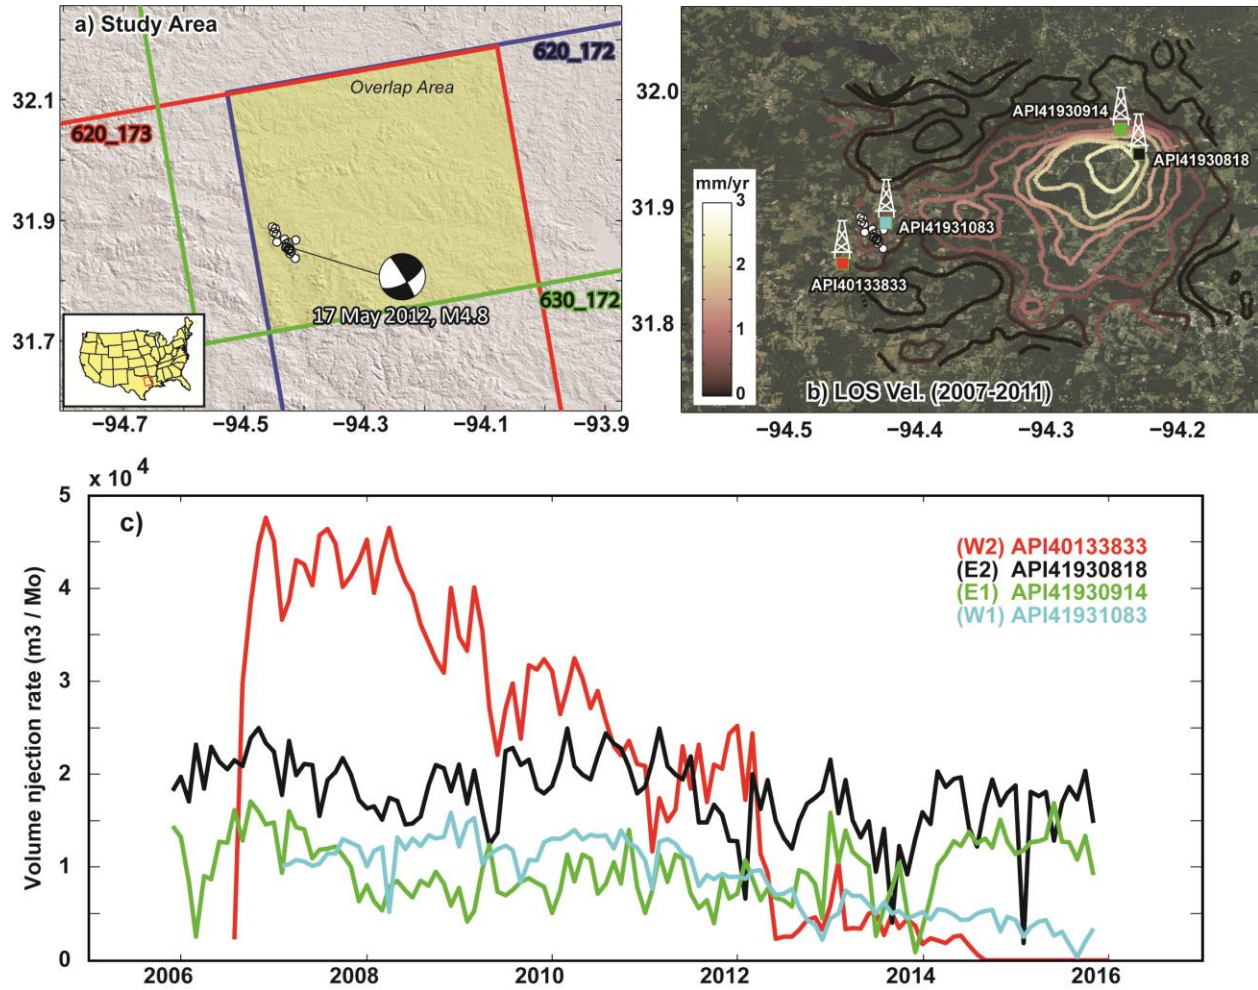 a) Study Area
620_172
Overlap Area
620_173
630_172
17 May 2012, M4.8
32.1
31.9
31.7
−94.7
−94.5
−94.3
−94.1
−93.9
32.0
31.9
31.8
API41930914
API41930818
API41931083
API40133833
mm/yr
3
2
1
0
b) LOS Vel. (2007-2011)
−94.5
−94.4
−94.3
−94.2
x 10⁴
5
4
3
2
1
0
Volume njection rate (m3 / Mo)
c)
(W2) API40133833
(E2) API41930818
(E1) API41930914
(W1) API41931083
2006
2008
2010
2012
2014
2016